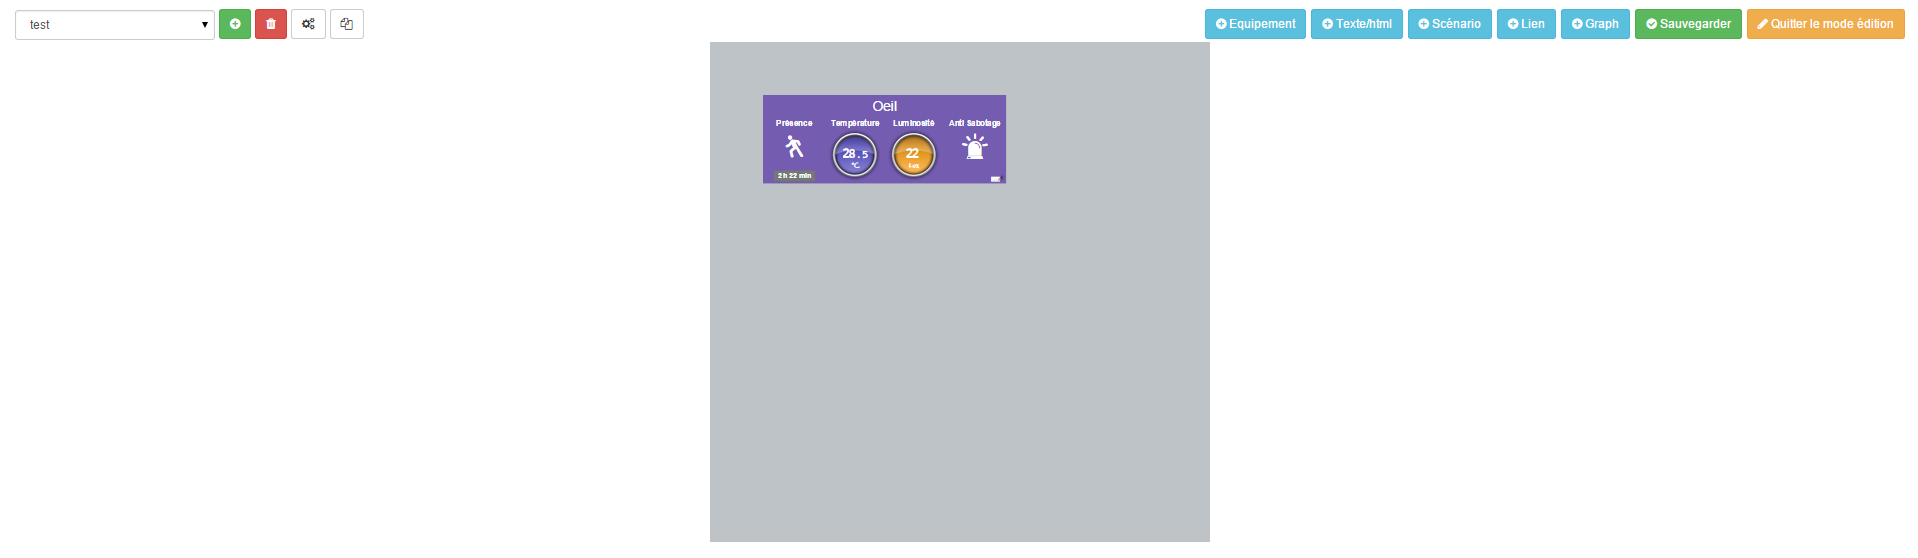 test
Equipement
Texte/html
Scénario
Lien
Graph
Sauvegarder
Quitter le mode édition
Oeil
Présence Température Luminosité Anti Sabotage
28.5 22
°C Lux
2 h 22 min